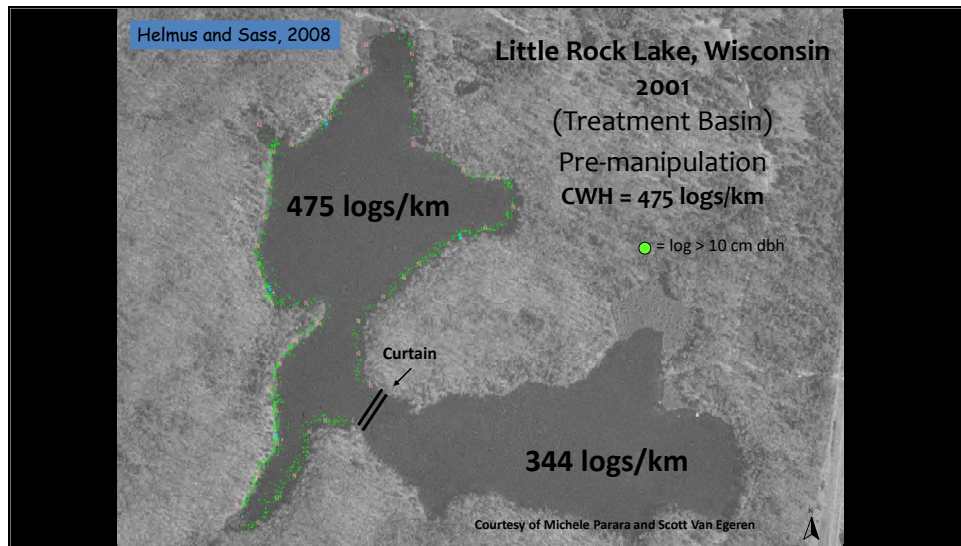 Helmus and Sass, 2008
Little Rock Lake, Wisconsin
2001
(Treatment Basin)
Pre-manipulation
CWH = 475 logs/km
= log > 10 cm dbh
475 logs/km
Curtain
344 logs/km
Courtesy of Michele Parara and Scott Van Egeren
N